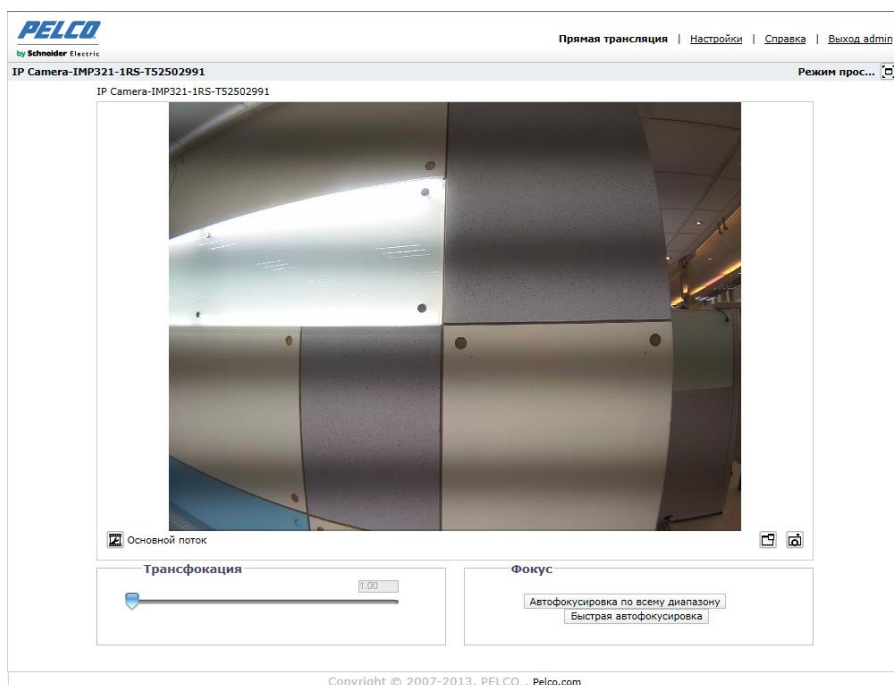 PELCO
by Schneider Electric
Прямая трансляция | Настройки | Справка | Выход admin
IP Camera-IMP321-1RS-T52502991
Режим прос...
IP Camera-IMP321-1RS-T52502991
Основной поток
Трансфокация
1.00
Фокус
Автофокусировка по всему диапазону
Быстрая автофокусировка
Copyright © 2007-2013, PELCO . Pelco.com